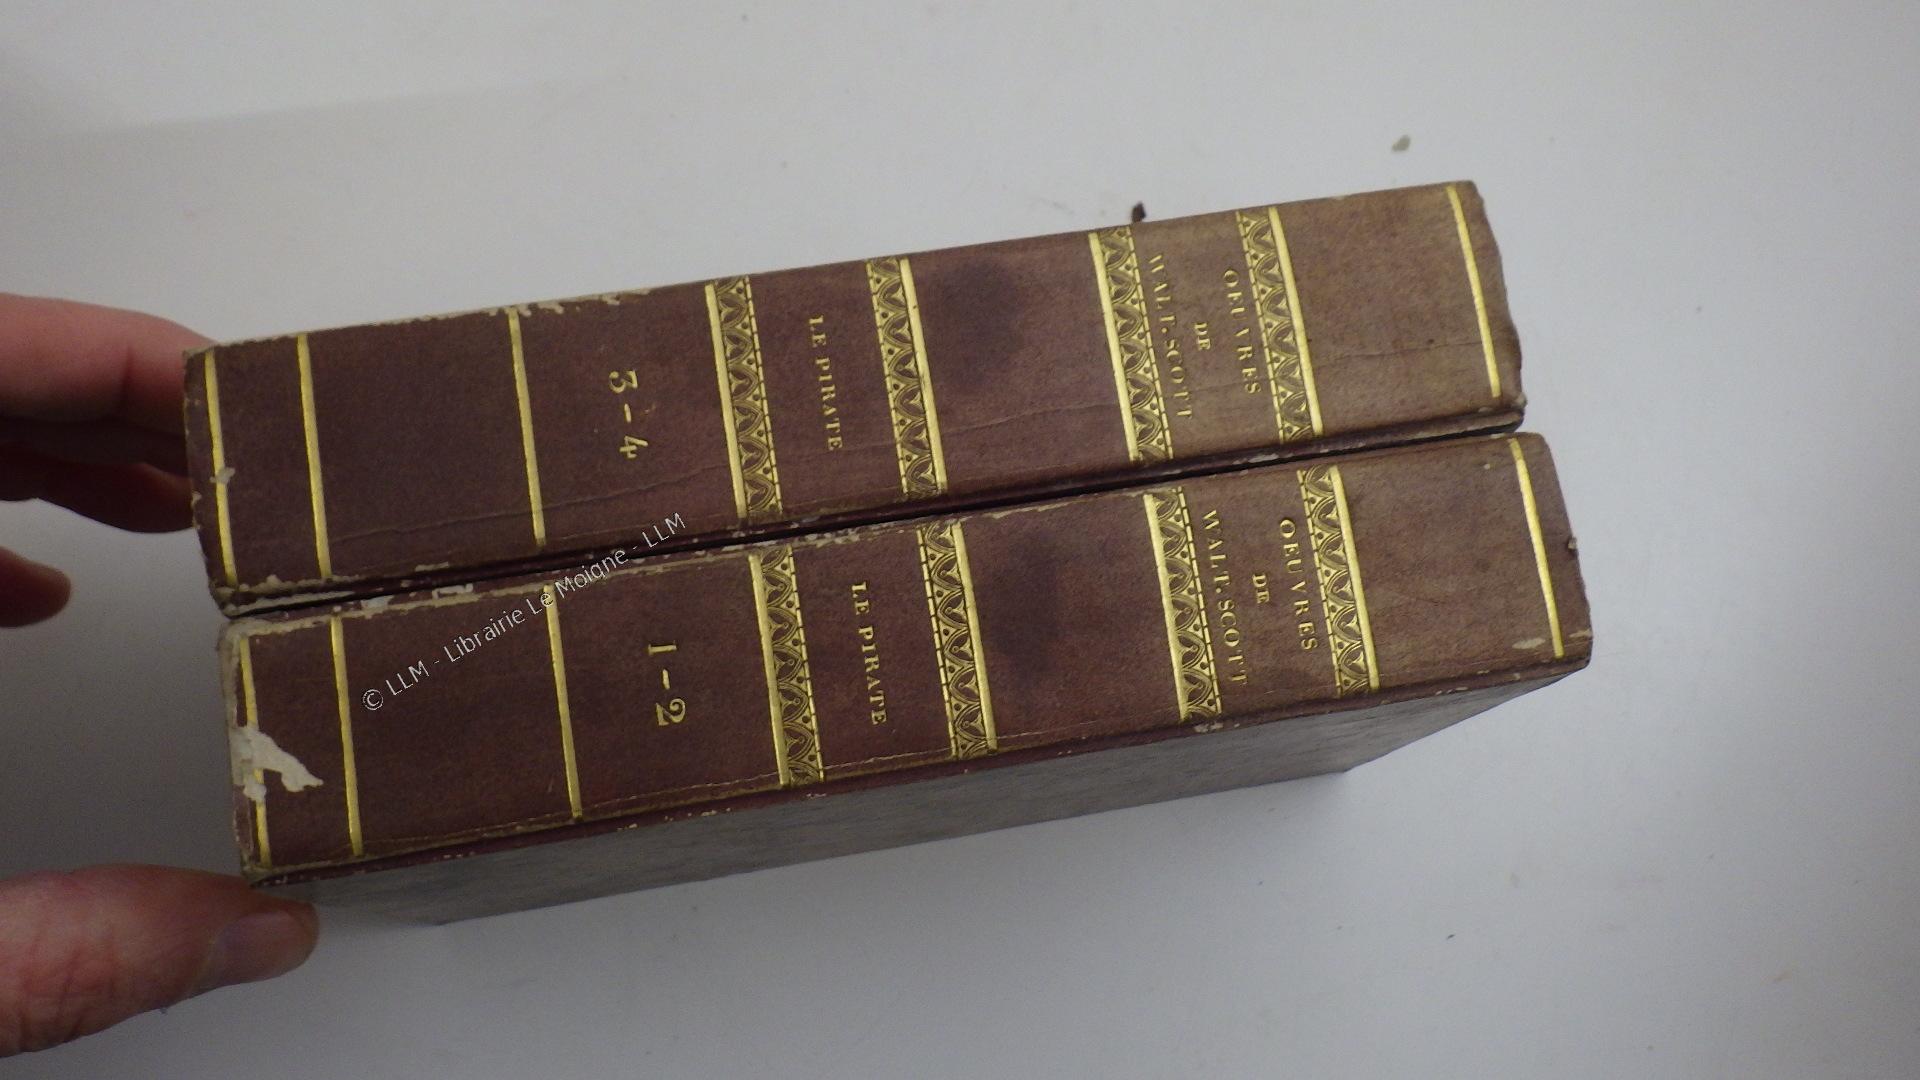 OEUVRES
DE
WALT. SCOTT
LE PIRATE
3-4
OEUVRES
DE
WALT. SCOTT
LE PIRATE
1-2
© LLM - Librairie Le Moigne - LLM